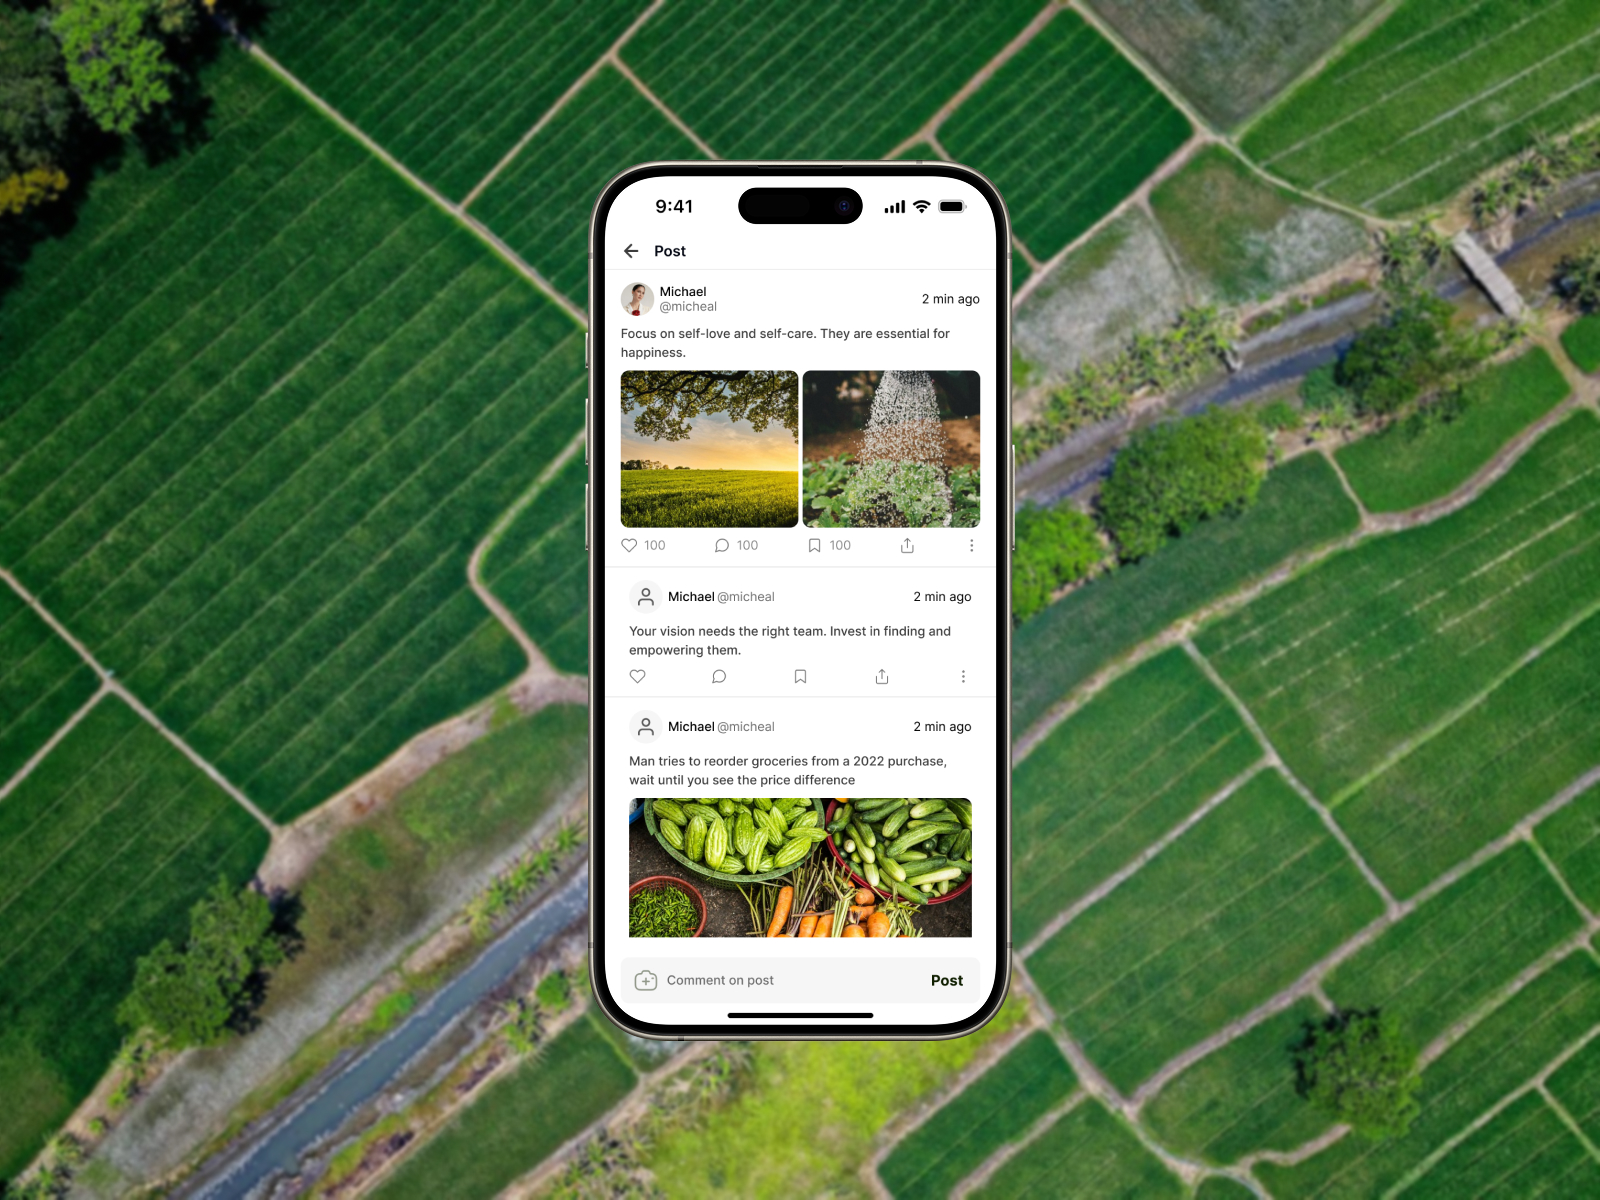 9:41
Post
Michael
@micheal
2 min ago
Focus on self-love and self-care. They are essential for
happiness.
100 100 100
Michael @micheal 2 min ago
Your vision needs the right team. Invest in finding and
empowering them.
Michael @micheal 2 min ago
Man tries to reorder groceries from a 2022 purchase,
wait until you see the price difference
Comment on post Post